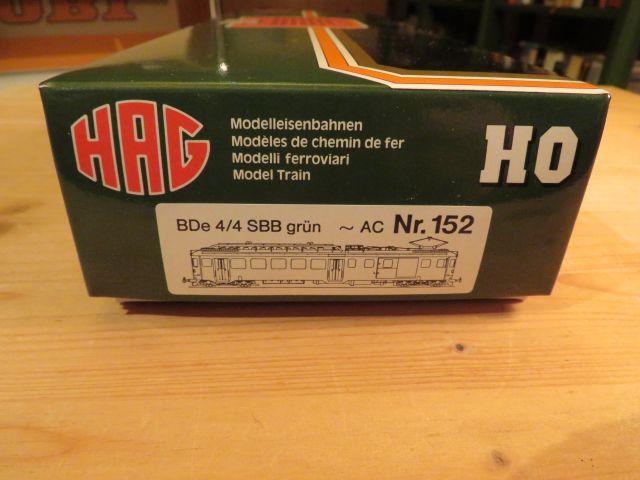 HAG
Modelleisenbahnen
Modèles de chemin de fer
Modelli ferroviari
Model Train
HO
BDe 4/4 SBB grün ~ AC Nr. 152